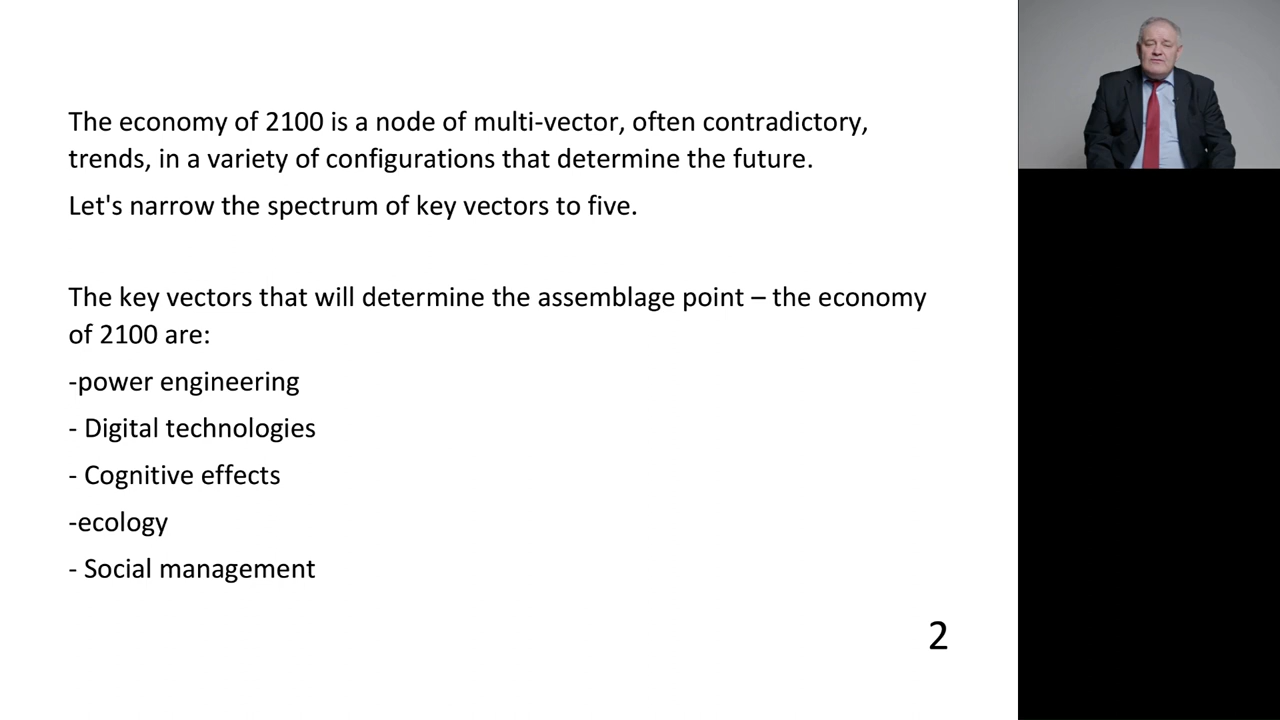 The economy of 2100 is a node of multi-vector, often contradictory,
trends, in a variety of configurations that determine the future.
Let's narrow the spectrum of key vectors to five.
The key vectors that will determine the assemblage point – the economy
of 2100 are:
-power engineering
- Digital technologies
- Cognitive effects
-ecology
- Social management
2